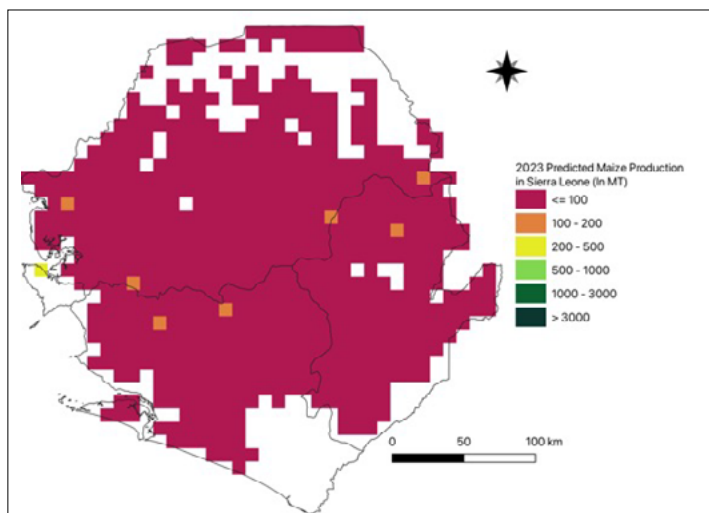 2023 Predicted Maize Production
in Sierra Leone (In MT)
<= 100
100 - 200
200 - 500
500 - 1000
1000 - 3000
> 3000
0 50 100 km